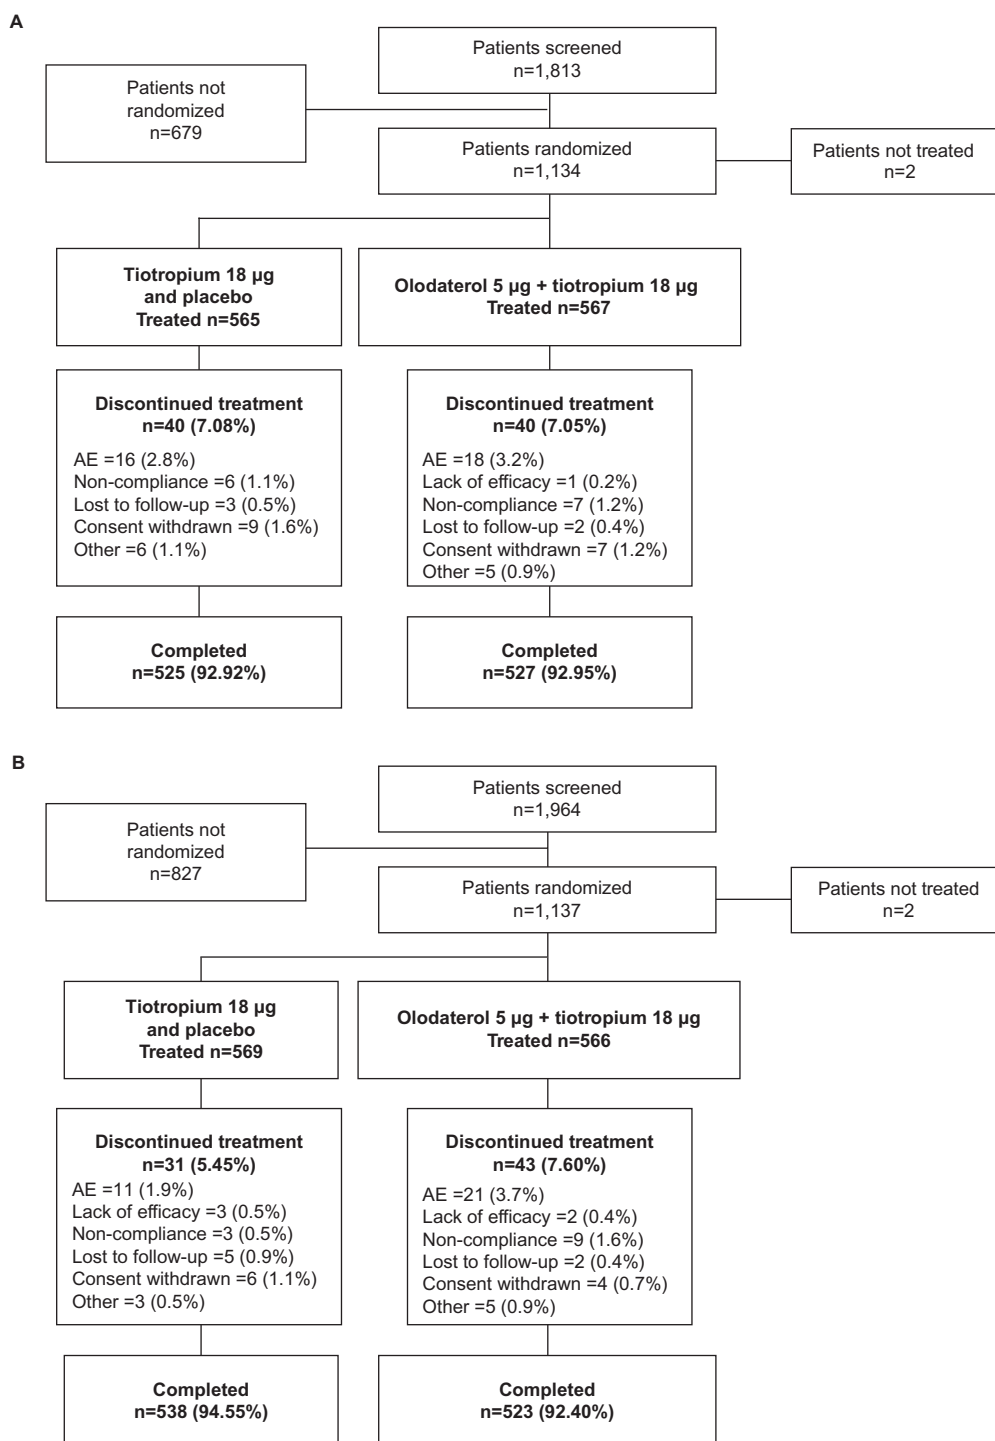 A
Patients screened
n=1,813
Patients not
randomized
n=679
Patients randomized
n=1,134
Patients not treated
n=2
Tiotropium 18 µg
and placebo
Treated n=565
Olodaterol 5 µg + tiotropium 18 µg
Treated n=567
Discontinued treatment
n=40 (7.08%)
AE =16 (2.8%)
Non-compliance =6 (1.1%)
Lost to follow-up =3 (0.5%)
Consent withdrawn =9 (1.6%)
Other =6 (1.1%)
Discontinued treatment
n=40 (7.05%)
AE =18 (3.2%)
Lack of efficacy =1 (0.2%)
Non-compliance =7 (1.2%)
Lost to follow-up =2 (0.4%)
Consent withdrawn =7 (1.2%)
Other =5 (0.9%)
Completed
n=525 (92.92%)
Completed
n=527 (92.95%)
B
Patients screened
n=1,964
Patients not
randomized
n=827
Patients randomized
n=1,137
Patients not treated
n=2
Tiotropium 18 µg
and placebo
Treated n=569
Olodaterol 5 µg + tiotropium 18 µg
Treated n=566
Discontinued treatment
n=31 (5.45%)
AE =11 (1.9%)
Lack of efficacy =3 (0.5%)
Non-compliance =3 (0.5%)
Lost to follow-up =5 (0.9%)
Consent withdrawn =6 (1.1%)
Other =3 (0.5%)
Discontinued treatment
n=43 (7.60%)
AE =21 (3.7%)
Lack of efficacy =2 (0.4%)
Non-compliance =9 (1.6%)
Lost to follow-up =2 (0.4%)
Consent withdrawn =4 (0.7%)
Other =5 (0.9%)
Completed
n=538 (94.55%)
Completed
n=523 (92.40%)